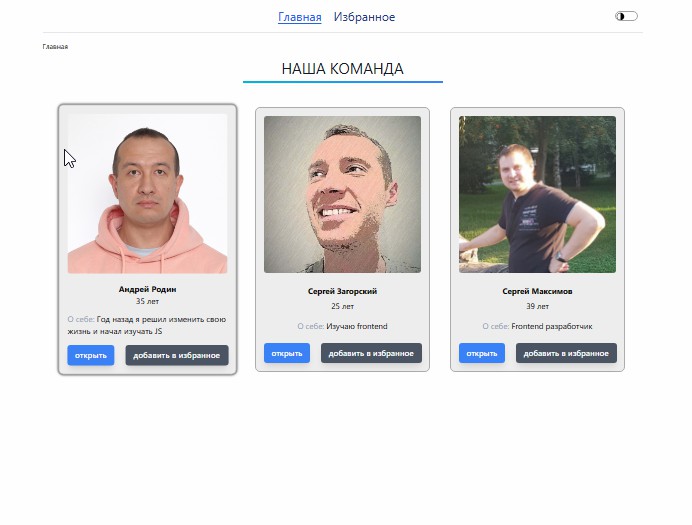 Главная Избранное
Главная
НАША КОМАНДА
Андрей Родин
35 лет
О себе: Год назад я решил изменить свою
жизнь и начал изучать JS
открыть добавить в избранное
Сергей Загорский
25 лет
О себе: Изучаю frontend
открыть добавить в избранное
Сергей Максимов
39 лет
О себе: Frontend разработчик
открыть добавить в избранное